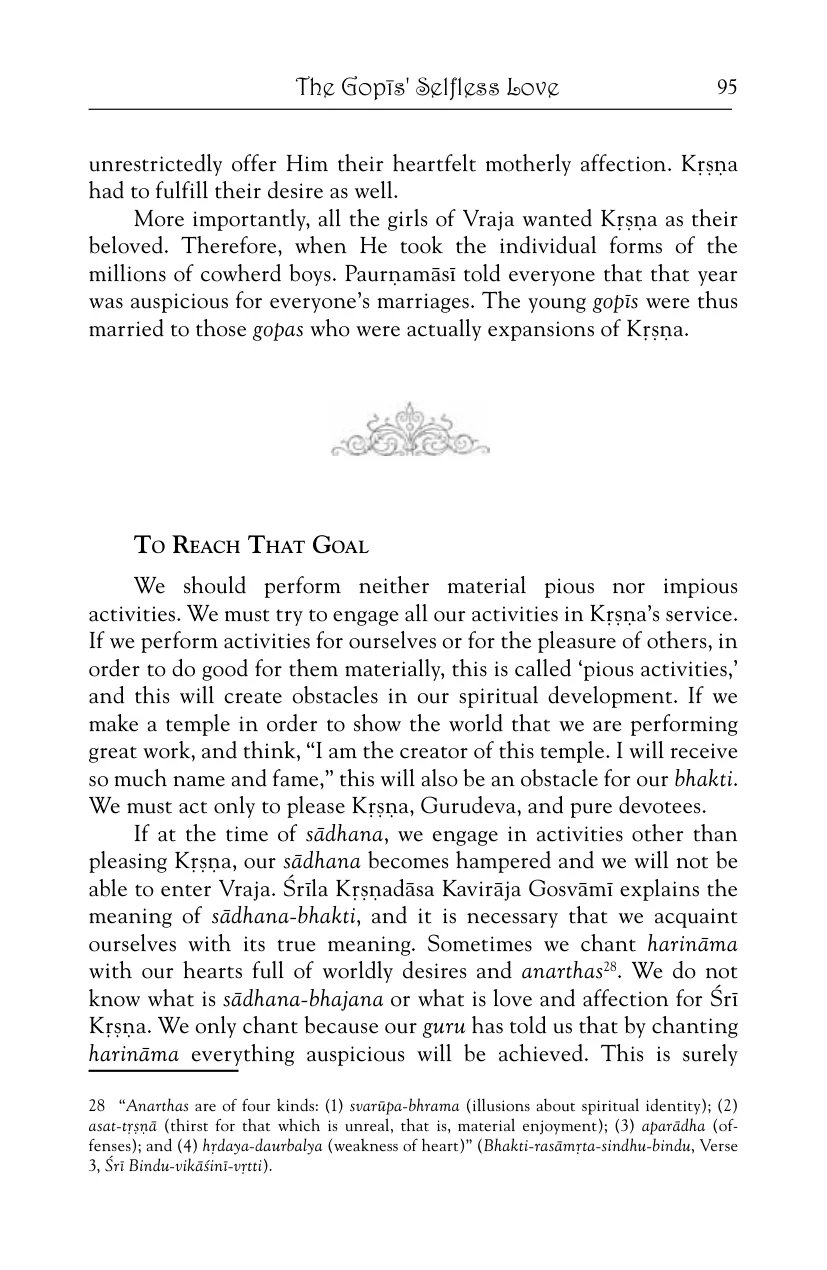 The Gopīs' Selfless Love 95
unrestrictedly offer Him their heartfelt motherly affection. Kṛṣṇa
had to fulfill their desire as well.
More importantly, all the girls of Vraja wanted Kṛṣṇa as their
beloved. Therefore, when He took the individual forms of the
millions of cowherd boys. Paurṇamāsī told everyone that that year
was auspicious for everyone’s marriages. The young gopīs were thus
married to those gopas who were actually expansions of Kṛṣṇa.
To Reach That Goal
We should perform neither material pious nor impious
activities. We must try to engage all our activities in Kṛṣṇa’s service.
If we perform activities for ourselves or for the pleasure of others, in
order to do good for them materially, this is called ‘pious activities,’
and this will create obstacles in our spiritual development. If we
make a temple in order to show the world that we are performing
great work, and think, “I am the creator of this temple. I will receive
so much name and fame,” this will also be an obstacle for our bhakti.
We must act only to please Kṛṣṇa, Gurudeva, and pure devotees.
If at the time of sādhana, we engage in activities other than
pleasing Kṛṣṇa, our sādhana becomes hampered and we will not be
able to enter Vraja. Śrīla Kṛṣṇadāsa Kavirāja Gosvāmī explains the
meaning of sādhana-bhakti, and it is necessary that we acquaint
ourselves with its true meaning. Sometimes we chant harināma
with our hearts full of worldly desires and anarthas28. We do not
know what is sādhana-bhajana or what is love and affection for Śrī
Kṛṣṇa. We only chant because our guru has told us that by chanting
harināma everything auspicious will be achieved. This is surely
28 “Anarthas are of four kinds: (1) svarūpa-bhrama (illusions about spiritual identity); (2)
asat-tṛṣṇā (thirst for that which is unreal, that is, material enjoyment); (3) aparādha (of-
fenses); and (4) hṛdaya-daurbalya (weakness of heart)” (Bhakti-rasāmṛta-sindhu-bindu, Verse
3, Śrī Bindu-vikāśinī-vṛtti).